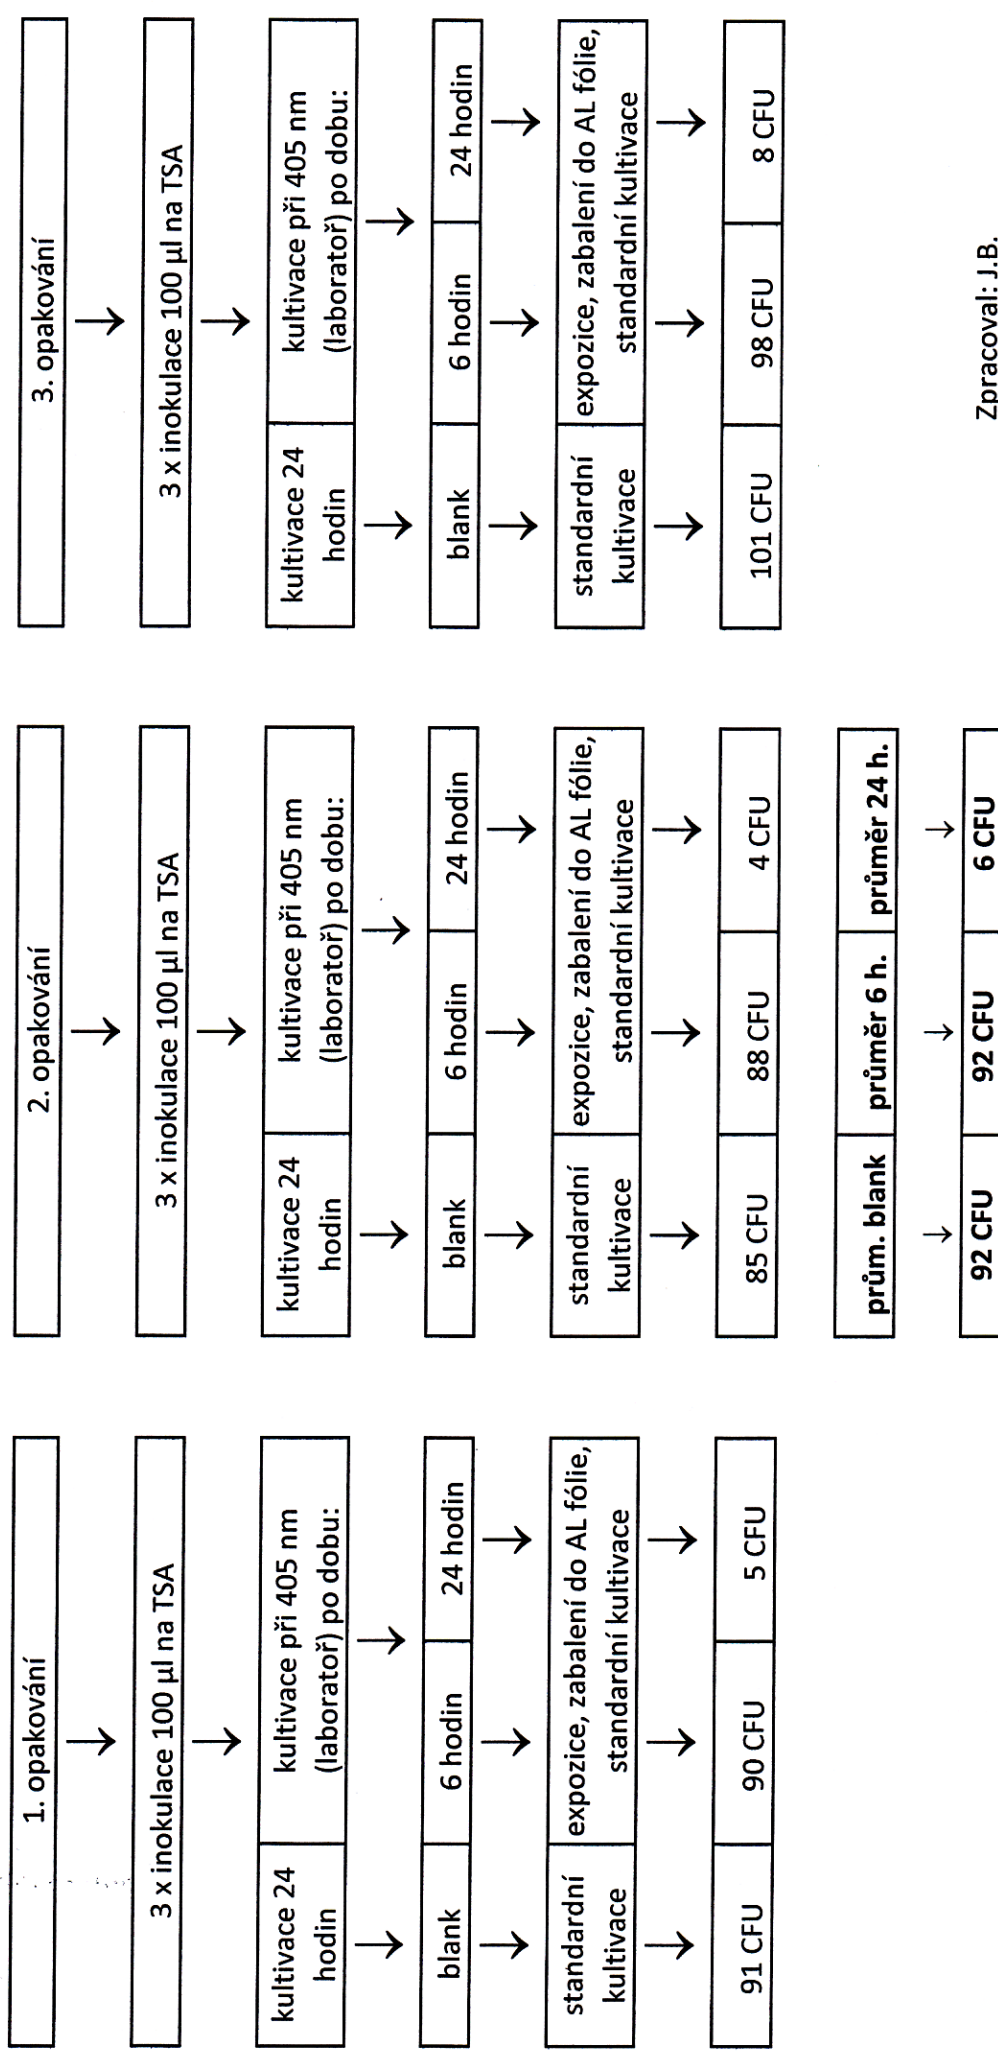 1. opakování
3 x inokulace 100 µl na TSA
kultivace 24
hodin
kultivace při 405 nm
(laboratoř) po dobu:
blank
6 hodin
24 hodin
standardní
kultivace
expozice, zabalení do AL fólie,
standardní kultivace
91 CFU
90 CFU
5 CFU
2. opakování
3 x inokulace 100 µl na TSA
kultivace 24
hodin
kultivace při 405 nm
(laboratoř) po dobu:
blank
6 hodin
24 hodin
standardní
kultivace
expozice, zabalení do AL fólie,
standardní kultivace
85 CFU
88 CFU
4 CFU
prům. blank
průměr 6 h.
průměr 24 h.
92 CFU
92 CFU
6 CFU
3. opakování
3 x inokulace 100 µl na TSA
kultivace 24
hodin
kultivace při 405 nm
(laboratoř) po dobu:
blank
6 hodin
24 hodin
standardní
kultivace
expozice, zabalení do AL fólie,
standardní kultivace
101 CFU
98 CFU
8 CFU
Zpracoval: J.B.